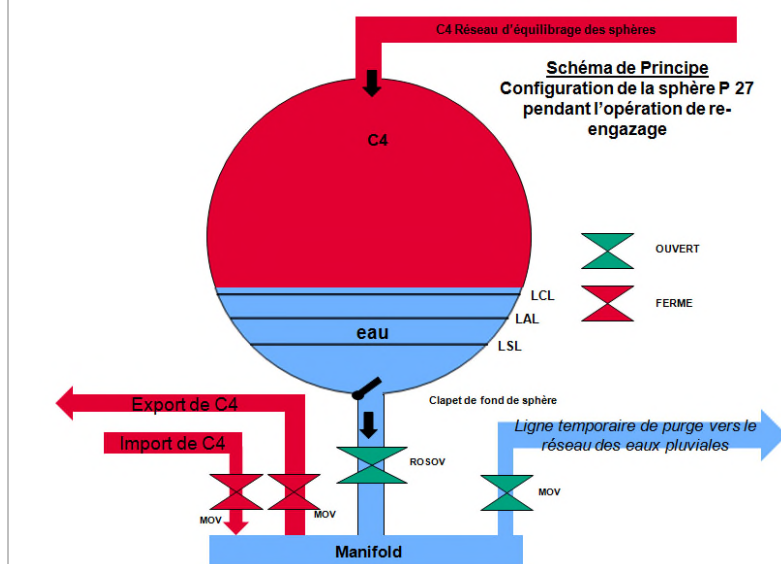 C4 Réseau d'équilibrage des sphères
Schéma de Principe
Configuration de la sphère P 27
pendant l'opération de re-
engazage
C4
OUVERT
FERME
LCL
LAL
eau
LSL
Clapet de fond de sphère
Export de C4
Import de C4
Ligne temporaire de purge vers le
réseau des eaux pluviales
ROSOV
MOV
MOV
MOV
Manifold